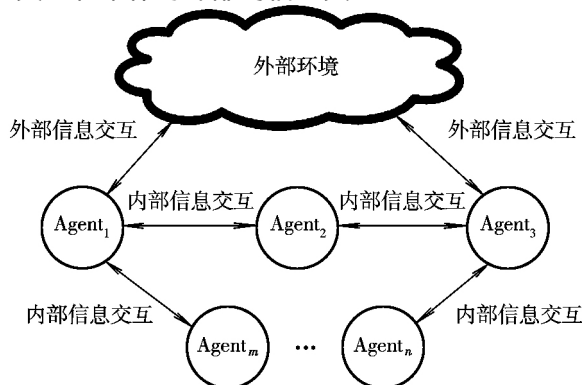 外部环境
外部信息交互 外部信息交互
内部信息交互 内部信息交互
Agent₁ Agent₂ Agent₃
内部信息交互 内部信息交互
Agentₘ ... Agentₙ